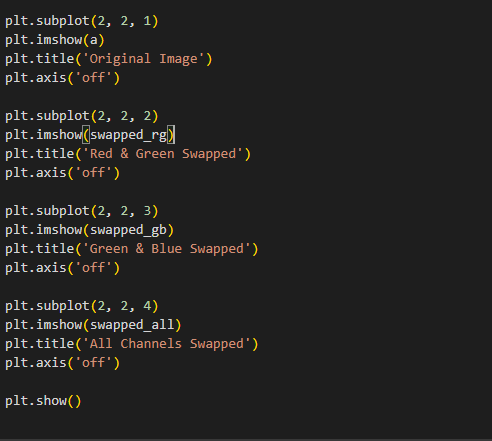 plt.subplot(2, 2, 1)
plt.imshow(a)
plt.title('Original Image')
plt.axis('off')

plt.subplot(2, 2, 2)
plt.imshow(swapped_rg)
plt.title('Red & Green Swapped')
plt.axis('off')

plt.subplot(2, 2, 3)
plt.imshow(swapped_gb)
plt.title('Green & Blue Swapped')
plt.axis('off')

plt.subplot(2, 2, 4)
plt.imshow(swapped_all)
plt.title('All Channels Swapped')
plt.axis('off')

plt.show()